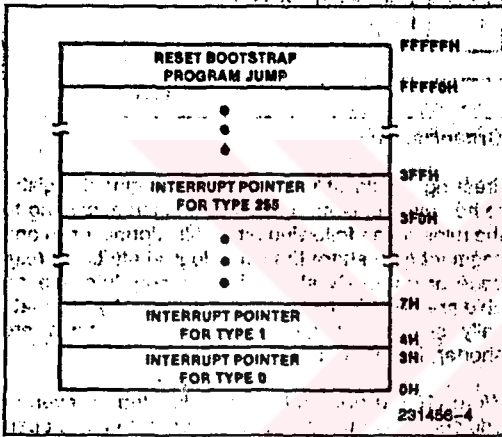 FFFFFH
RESET BOOTSTRAP
PROGRAM JUMP
FFFF0H
3FFH
INTERRUPT POINTER
FOR TYPE 255
3F0H
7H
INTERRUPT POINTER
FOR TYPE 1
4H
3H
INTERRUPT POINTER
FOR TYPE 0
0H
231456-4